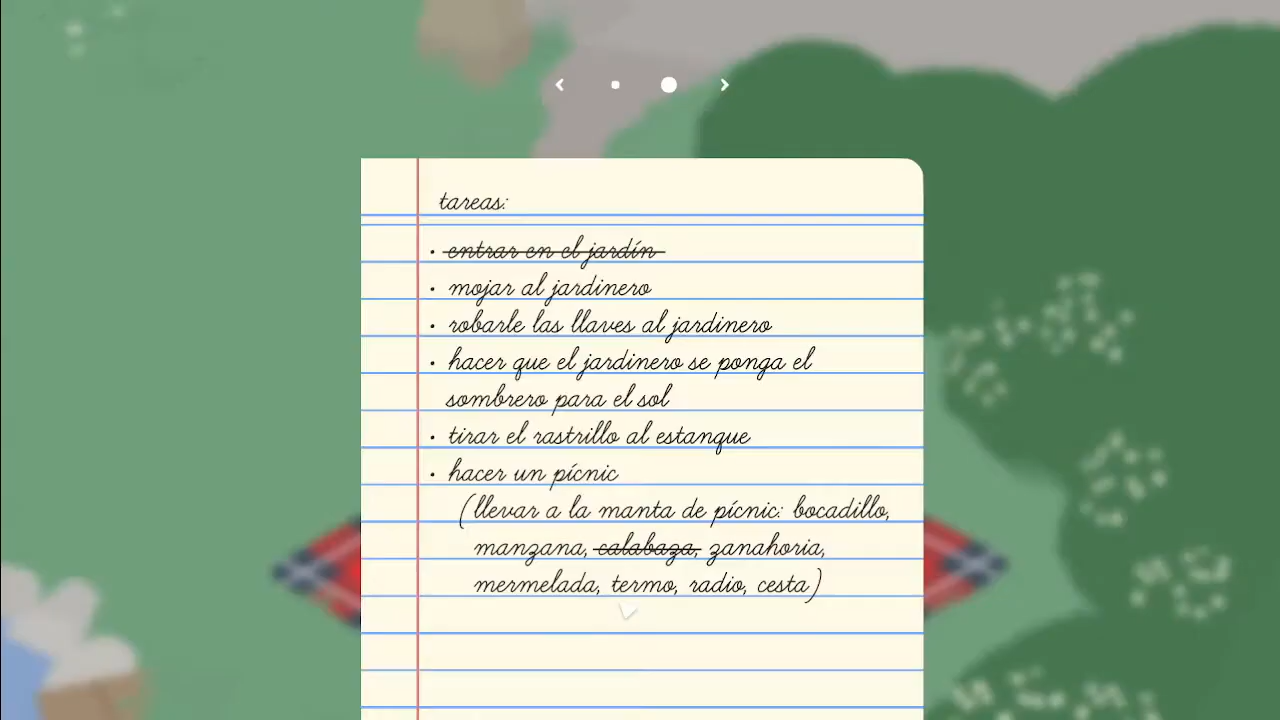 tareas:
• entrar en el jardín
• mojar al jardinero
• robarle las llaves al jardinero
• hacer que el jardinero se ponga el
sombrero para el sol
• tirar el rastrillo al estanque
• hacer un pícnic
(llevar a la manta de pícnic: bocadillo,
manzana, calabaza, zanahoria,
mermelada, termo, radio, cesta)